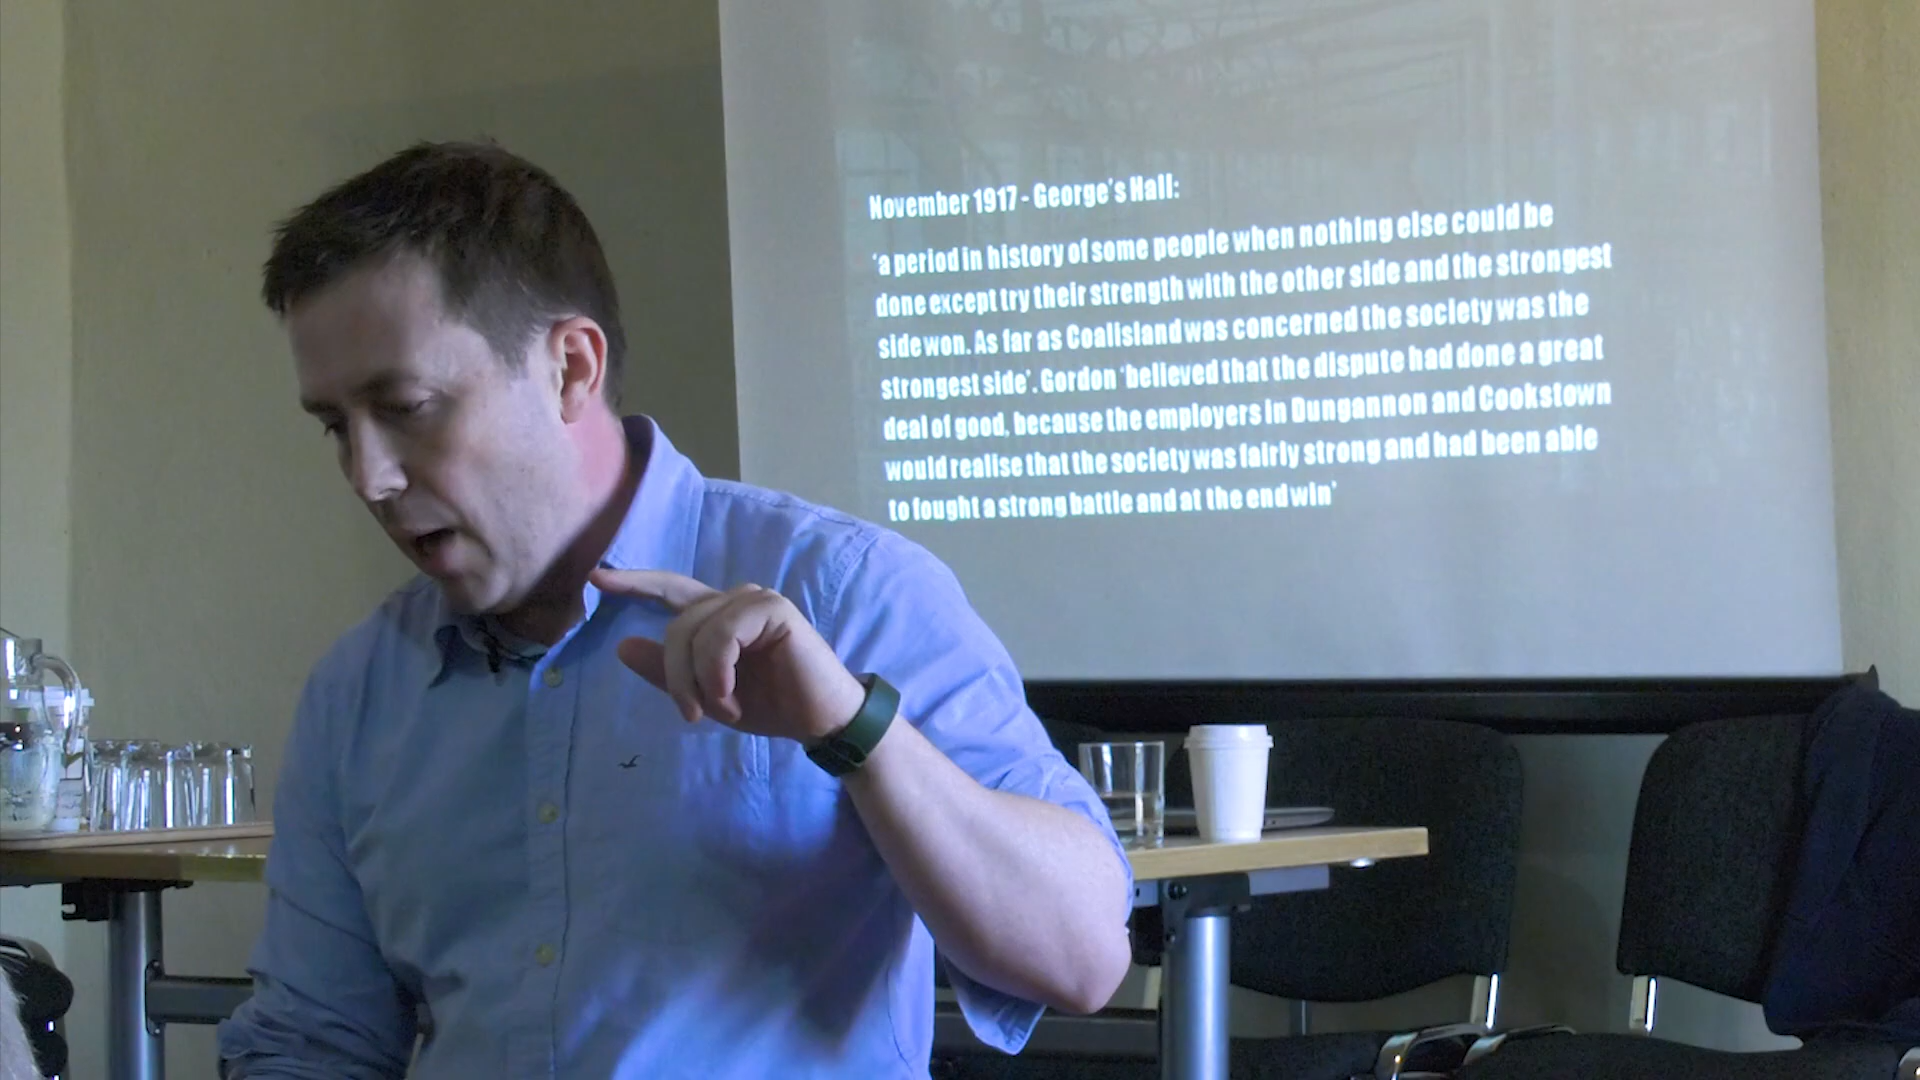 November 1917 - George's Hall:
'a period in history of some people when nothing else could be
done except try their strength with the other side and the strongest
side won. As far as Coalisland was concerned the society was the
strongest side'. Gordon 'believed that the dispute had done a great
deal of good, because the employers in Dungannon and Cookstown
would realise that the society was fairly strong and had been able
to fought a strong battle and at the end win'